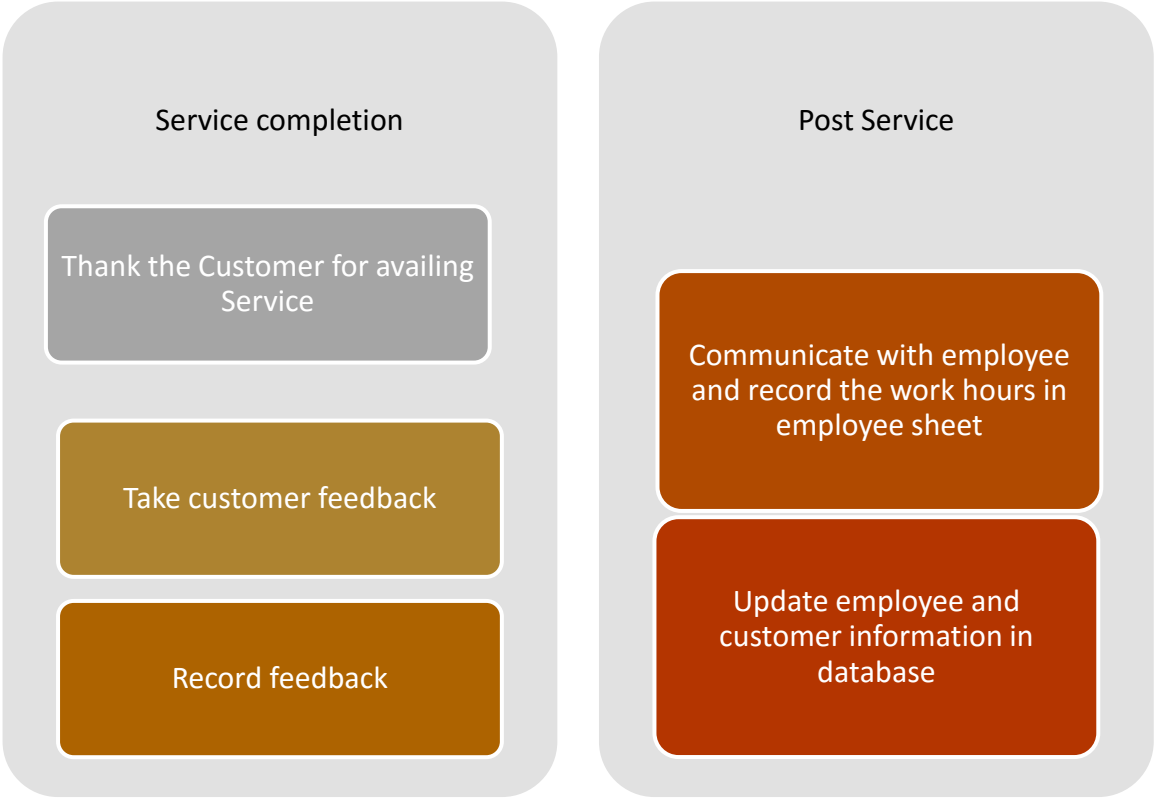 Service completion
Thank the Customer for availing
Service
Take customer feedback
Record feedback
Post Service
Communicate with employee
and record the work hours in
employee sheet
Update employee and
customer information in
database